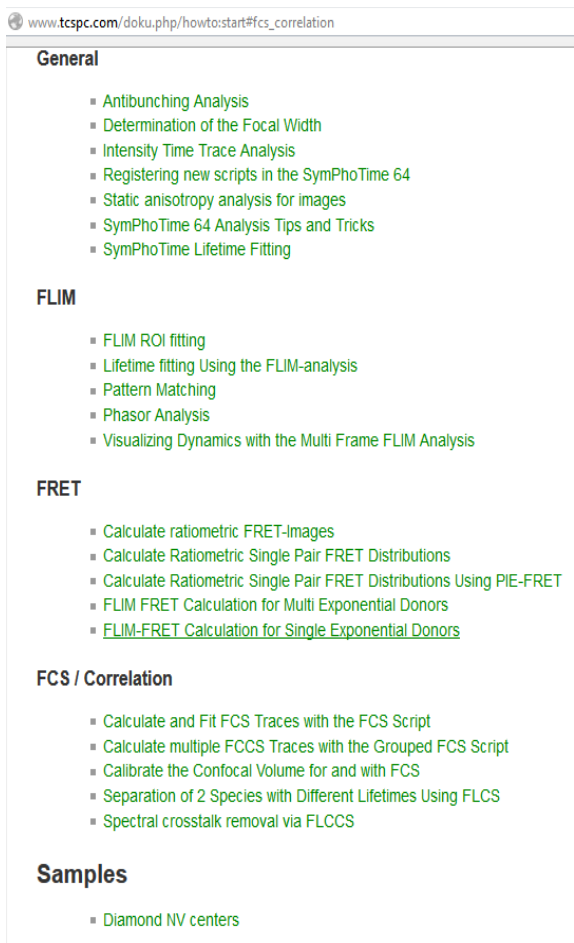 www.tcspc.com/doku.php/howto:start#fcs_correlation
General
Antibunching Analysis
Determination of the Focal Width
Intensity Time Trace Analysis
Registering new scripts in the SymPhoTime 64
Static anisotropy analysis for images
SymPhoTime 64 Analysis Tips and Tricks
SymPhoTime Lifetime Fitting
FLIM
FLIM ROI fitting
Lifetime fitting Using the FLIM-analysis
Pattern Matching
Phasor Analysis
Visualizing Dynamics with the Multi Frame FLIM Analysis
FRET
Calculate ratiometric FRET-Images
Calculate Ratiometric Single Pair FRET Distributions
Calculate Ratiometric Single Pair FRET Distributions Using PIE-FRET
FLIM FRET Calculation for Multi Exponential Donors
FLIM-FRET Calculation for Single Exponential Donors
FCS / Correlation
Calculate and Fit FCS Traces with the FCS Script
Calculate multiple FCCS Traces with the Grouped FCS Script
Calibrate the Confocal Volume for and with FCS
Separation of 2 Species with Different Lifetimes Using FLCS
Spectral crosstalk removal via FLCCS
Samples
Diamond NV centers